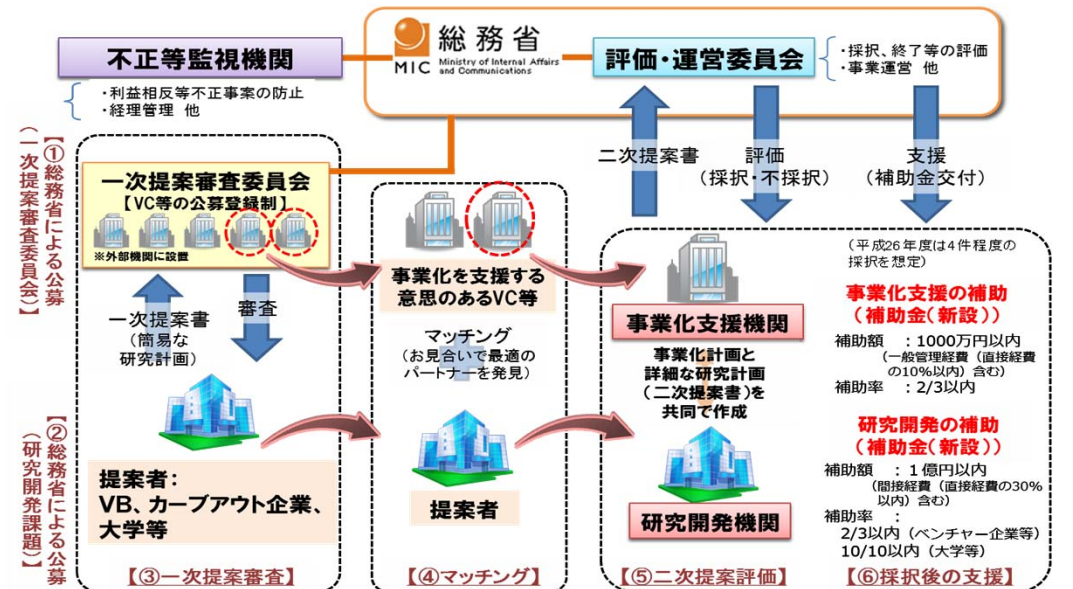 総務省
MIC Ministry of Internal Affairs
and Communications
不正等監視機関
・利益相反等不正事案の防止
・経理管理 他
評価・運営委員会
・採択、終了等の評価
・事業運営 他
【①総務省による公募
(一次提案審査委員会)
一次提案審査委員会
【VC等の公募登録制】
※外部機関に設置
一次提案書
(簡易な
研究計画)
審査
②総務省による公募
(研究開発課題)】
提案者:
VB、カーブアウト企業、
大学等
【③一次提案審査】
事業化を支援する
意思のあるVC等
マッチング
(お見合いで最適の
パートナーを発見)
提案者
【④マッチング】
二次提案書
評価
(採択・不採択)
支援
(補助金交付)
事業化支援機関
事業化計画と
詳細な研究計画
(二次提案書)を
共同で作成
研究開発機関
【⑤二次提案評価】
(平成26年度は4件程度の
採択を想定)
事業化支援の補助
(補助金(新設))
補助額 :1000万円以内
(一般管理経費(直接経費
の10%以内)含む)
補助率 :2/3以内
研究開発の補助
(補助金(新設))
補助額 :1億円以内
(間接経費(直接経費の30%
以内)含む)
補助率 :
2/3以内(ベンチャー企業等)
10/10以内(大学等)
【⑥採択後の支援】